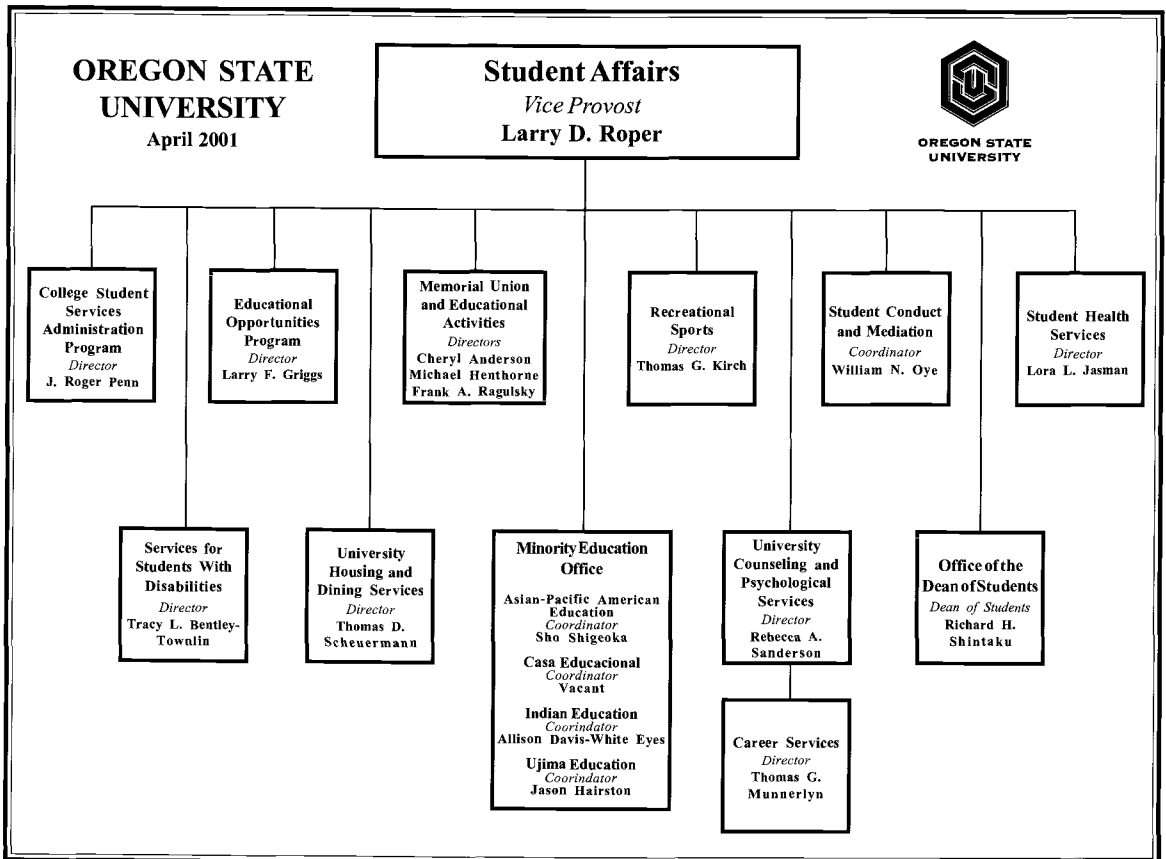 OREGON STATE
UNIVERSITY
April 2001
Student Affairs
Vice Provost
Larry D. Roper
OREGON STATE
UNIVERSITY
College Student
Services
Administration
Program
Director
J. Roger Penn
Educational
Opportunities
Program
Director
Larry F. Griggs
Memorial Union
and Educational
Activities
Directors
Cheryl Anderson
Michael Henthorne
Frank A. Ragulsky
Recreational
Sports
Director
Thomas G. Kirch
Student Conduct
and Mediation
Coordinator
William N. Oye
Student Health
Services
Director
Lora L. Jasman
Services for
Students With
Disabilities
Director
Tracy L. Bentley-
Townlin
University
Housing and
Dining Services
Director
Thomas D.
Scheuermann
Minority Education
Office
Asian-Pacific American
Education
Coordinator
Sho Shigeoka
Casa Educacional
Coordinator
Vacant
Indian Education
Coorindator
Allison Davis-White Eyes
Ujima Education
Coorindator
Jason Hairston
University
Counseling and
Psychological
Services
Director
Rebecca A.
Sanderson
Office of the
Dean of Students
Dean of Students
Richard H.
Shintaku
Career Services
Director
Thomas G.
Munnerlyn